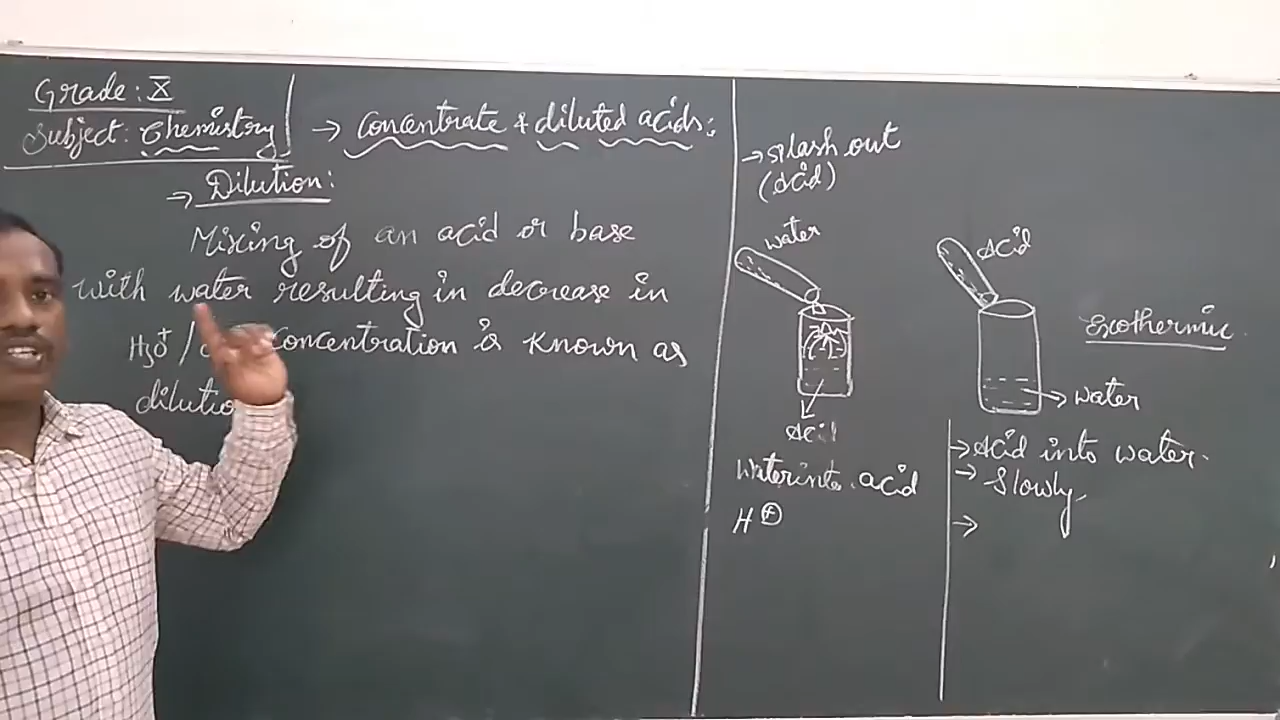 Grade: X
Subject: Chemistry
→ Concentrate & diluted acids:
→ Dilution:
Mixing of an acid or base
with water resulting in decrease in
H3O+ / concentration is known as
dilutio
→ splash out
(Acid)
water
Acid
water into acid
H⊕
Acid
water
Exothermic
→ Acid into water.
→ Slowly,
→